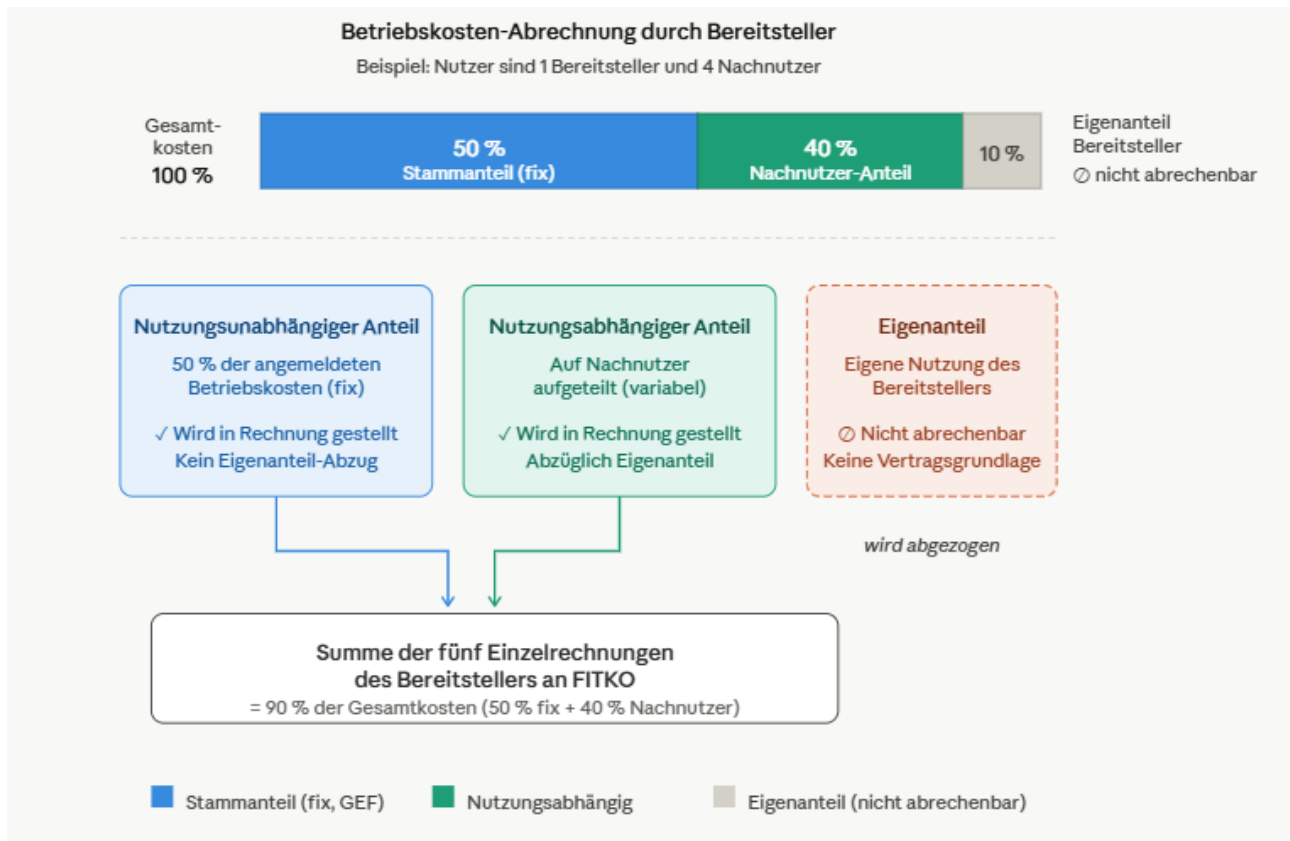 Betriebskosten-Abrechnung durch Bereitsteller
Beispiel: Nutzer sind 1 Bereitsteller und 4 Nachnutzer
Gesamt-
kosten
100 %
50 %
Stammanteil (fix)
40 %
Nachnutzer-Anteil
10 %
Eigenanteil
Bereitsteller
∅ nicht abrechenbar
Nutzungsunabhängiger Anteil
50 % der angemeldeten
Betriebskosten (fix)
✓ Wird in Rechnung gestellt
Kein Eigenanteil-Abzug
Nutzungsabhängiger Anteil
Auf Nachnutzer
aufgeteilt (variabel)
✓ Wird in Rechnung gestellt
Abzüglich Eigenanteil
Eigenanteil
Eigene Nutzung des
Bereitstellers
∅ Nicht abrechenbar
Keine Vertragsgrundlage
wird abgezogen
Summe der fünf Einzelrechnungen
des Bereitstellers an FITKO
= 90 % der Gesamtkosten (50 % fix + 40 % Nachnutzer)
Stammanteil (fix, GEF)
Nutzungsabhängig
Eigenanteil (nicht abrechenbar)